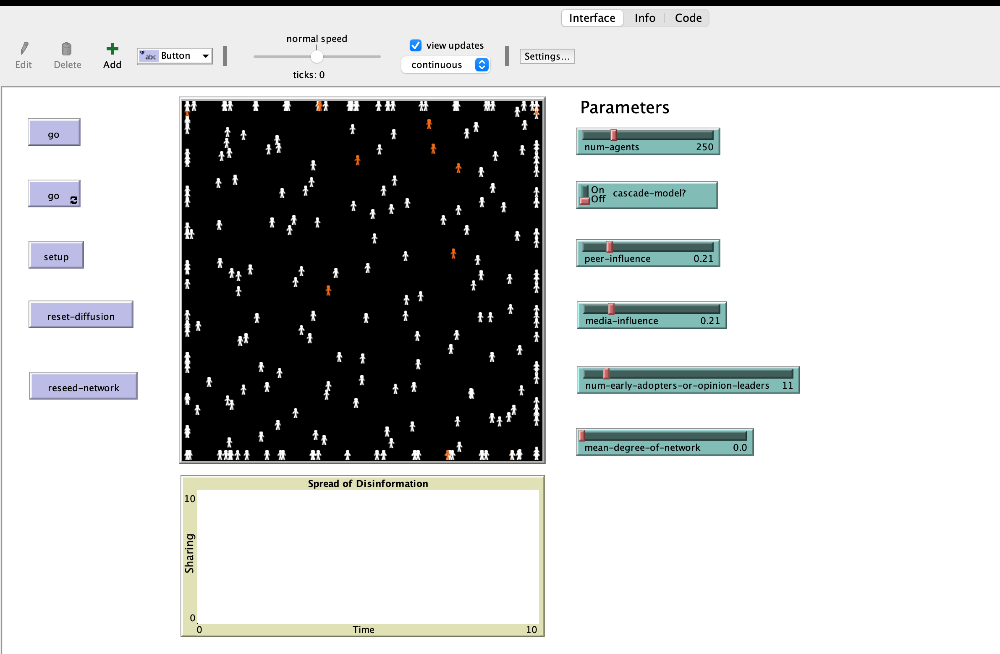 Interface Info Code
Edit
Delete
Add
abc Button
normal speed
ticks: 0
view updates
continuous
Settings...
go
go
setup
reset-diffusion
reseed-network
Parameters
num-agents 250
On
Off
cascade-model?
peer-influence 0.21
media-influence 0.21
num-early-adopters-or-opinion-leaders 11
mean-degree-of-network 0.0
Spread of Disinformation
10
Sharing
0
0 Time 10